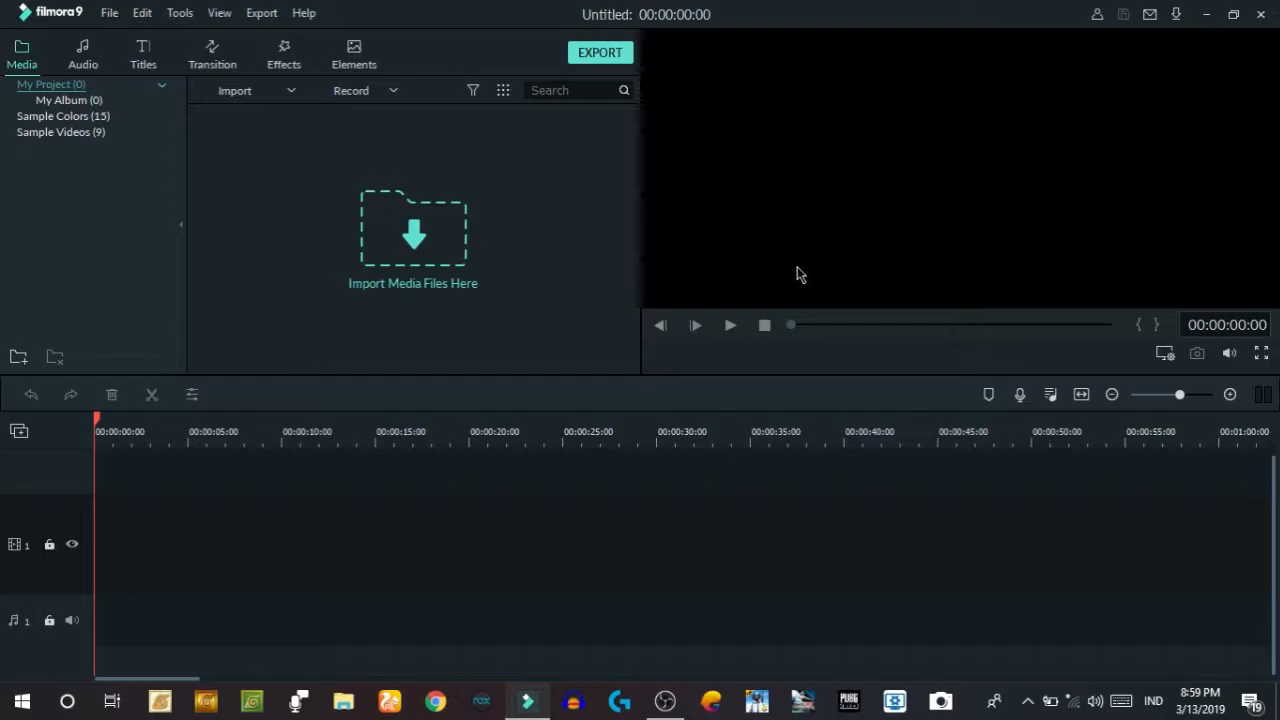 filmora9 File Edit Tools View Export Help Untitled: 00:00:00:00
Media Audio Titles Transition Effects Elements EXPORT
My Project (0)
My Album (0)
Sample Colors (15)
Sample Videos (9)
Import Record Search
Import Media Files Here
{ } 00:00:00:00
00:00:00:00 00:00:05:00 00:00:10:00 00:00:15:00 00:00:20:00 00:00:25:00 00:00:30:00 00:00:35:00 00:00:40:00 00:00:45:00 00:00:50:00 00:00:55:00 00:01:00:00
1
1
nox PUBG IND 8:59 PM
3/13/2019 19